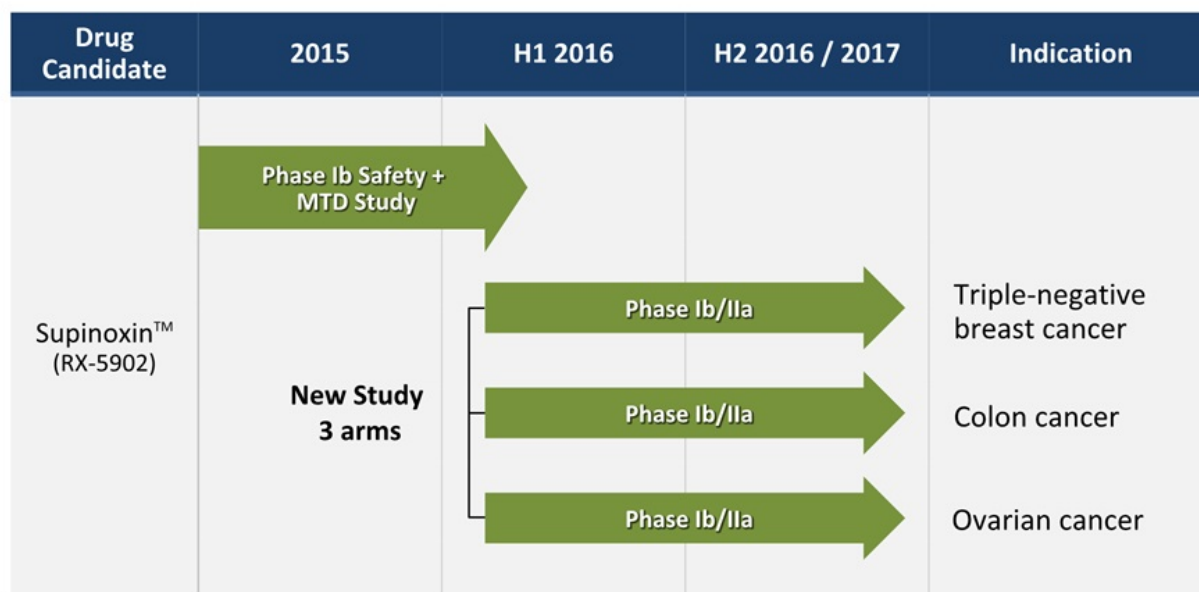 Drug
Candidate
2015
H1 2016
H2 2016 / 2017
Indication
Phase Ib Safety +
MTD Study
Supinoxin™
(RX-5902)
New Study
3 arms
Phase Ib/IIa
Triple-negative
breast cancer
Phase Ib/IIa
Colon cancer
Phase Ib/IIa
Ovarian cancer